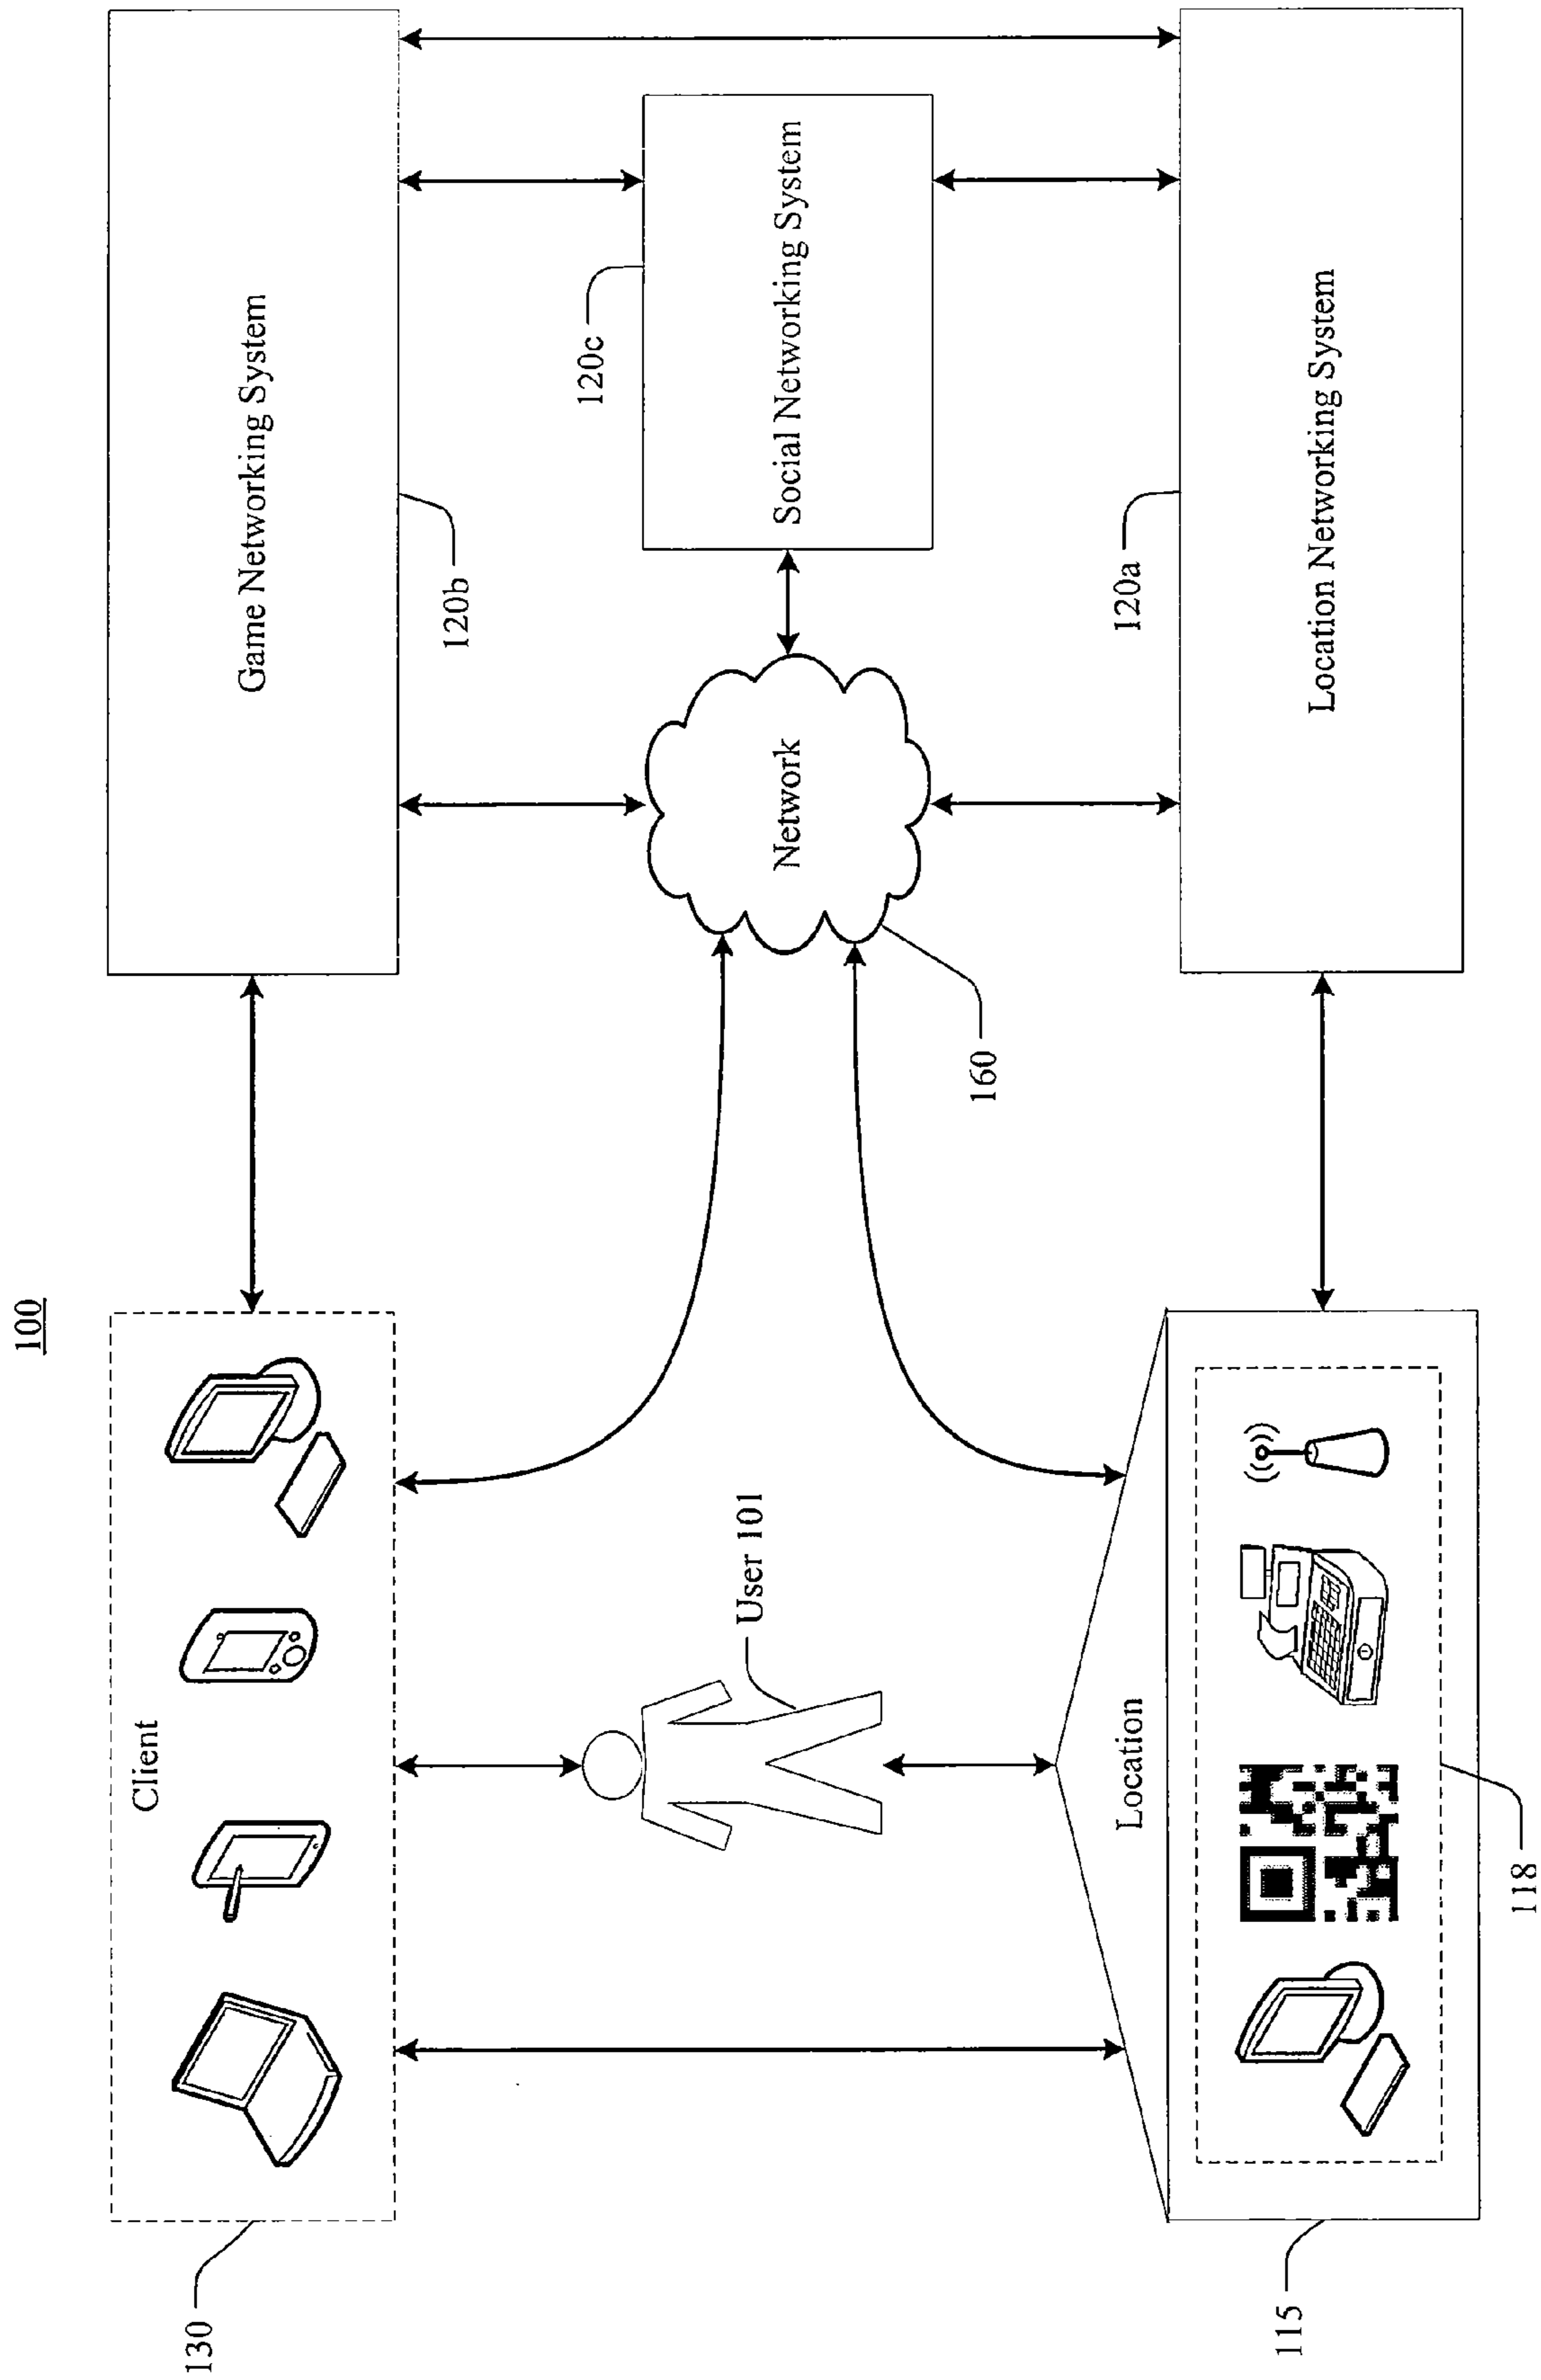 100
130
Client
Game Networking System
120b
120c
Social Networking System
User 101
Network
160
120a
Location
115
118
Location Networking System